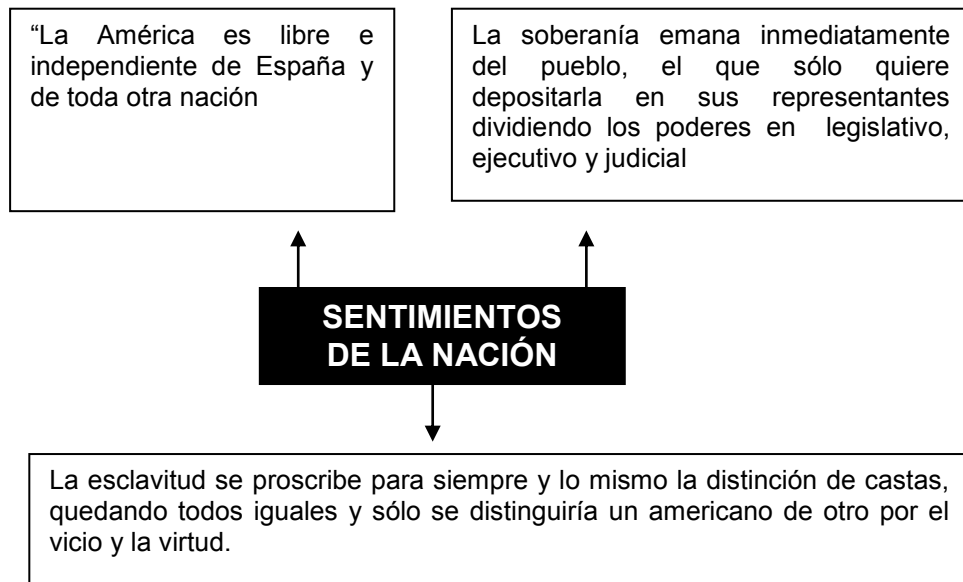 “La América es libre e
independiente de España y
de toda otra nación
La soberanía emana inmediatamente
del pueblo, el que sólo quiere
depositarla en sus representantes
dividiendo los poderes en legislativo,
ejecutivo y judicial
SENTIMIENTOS
DE LA NACIÓN
La esclavitud se proscribe para siempre y lo mismo la distinción de castas,
quedando todos iguales y sólo se distinguiría un americano de otro por el
vicio y la virtud.